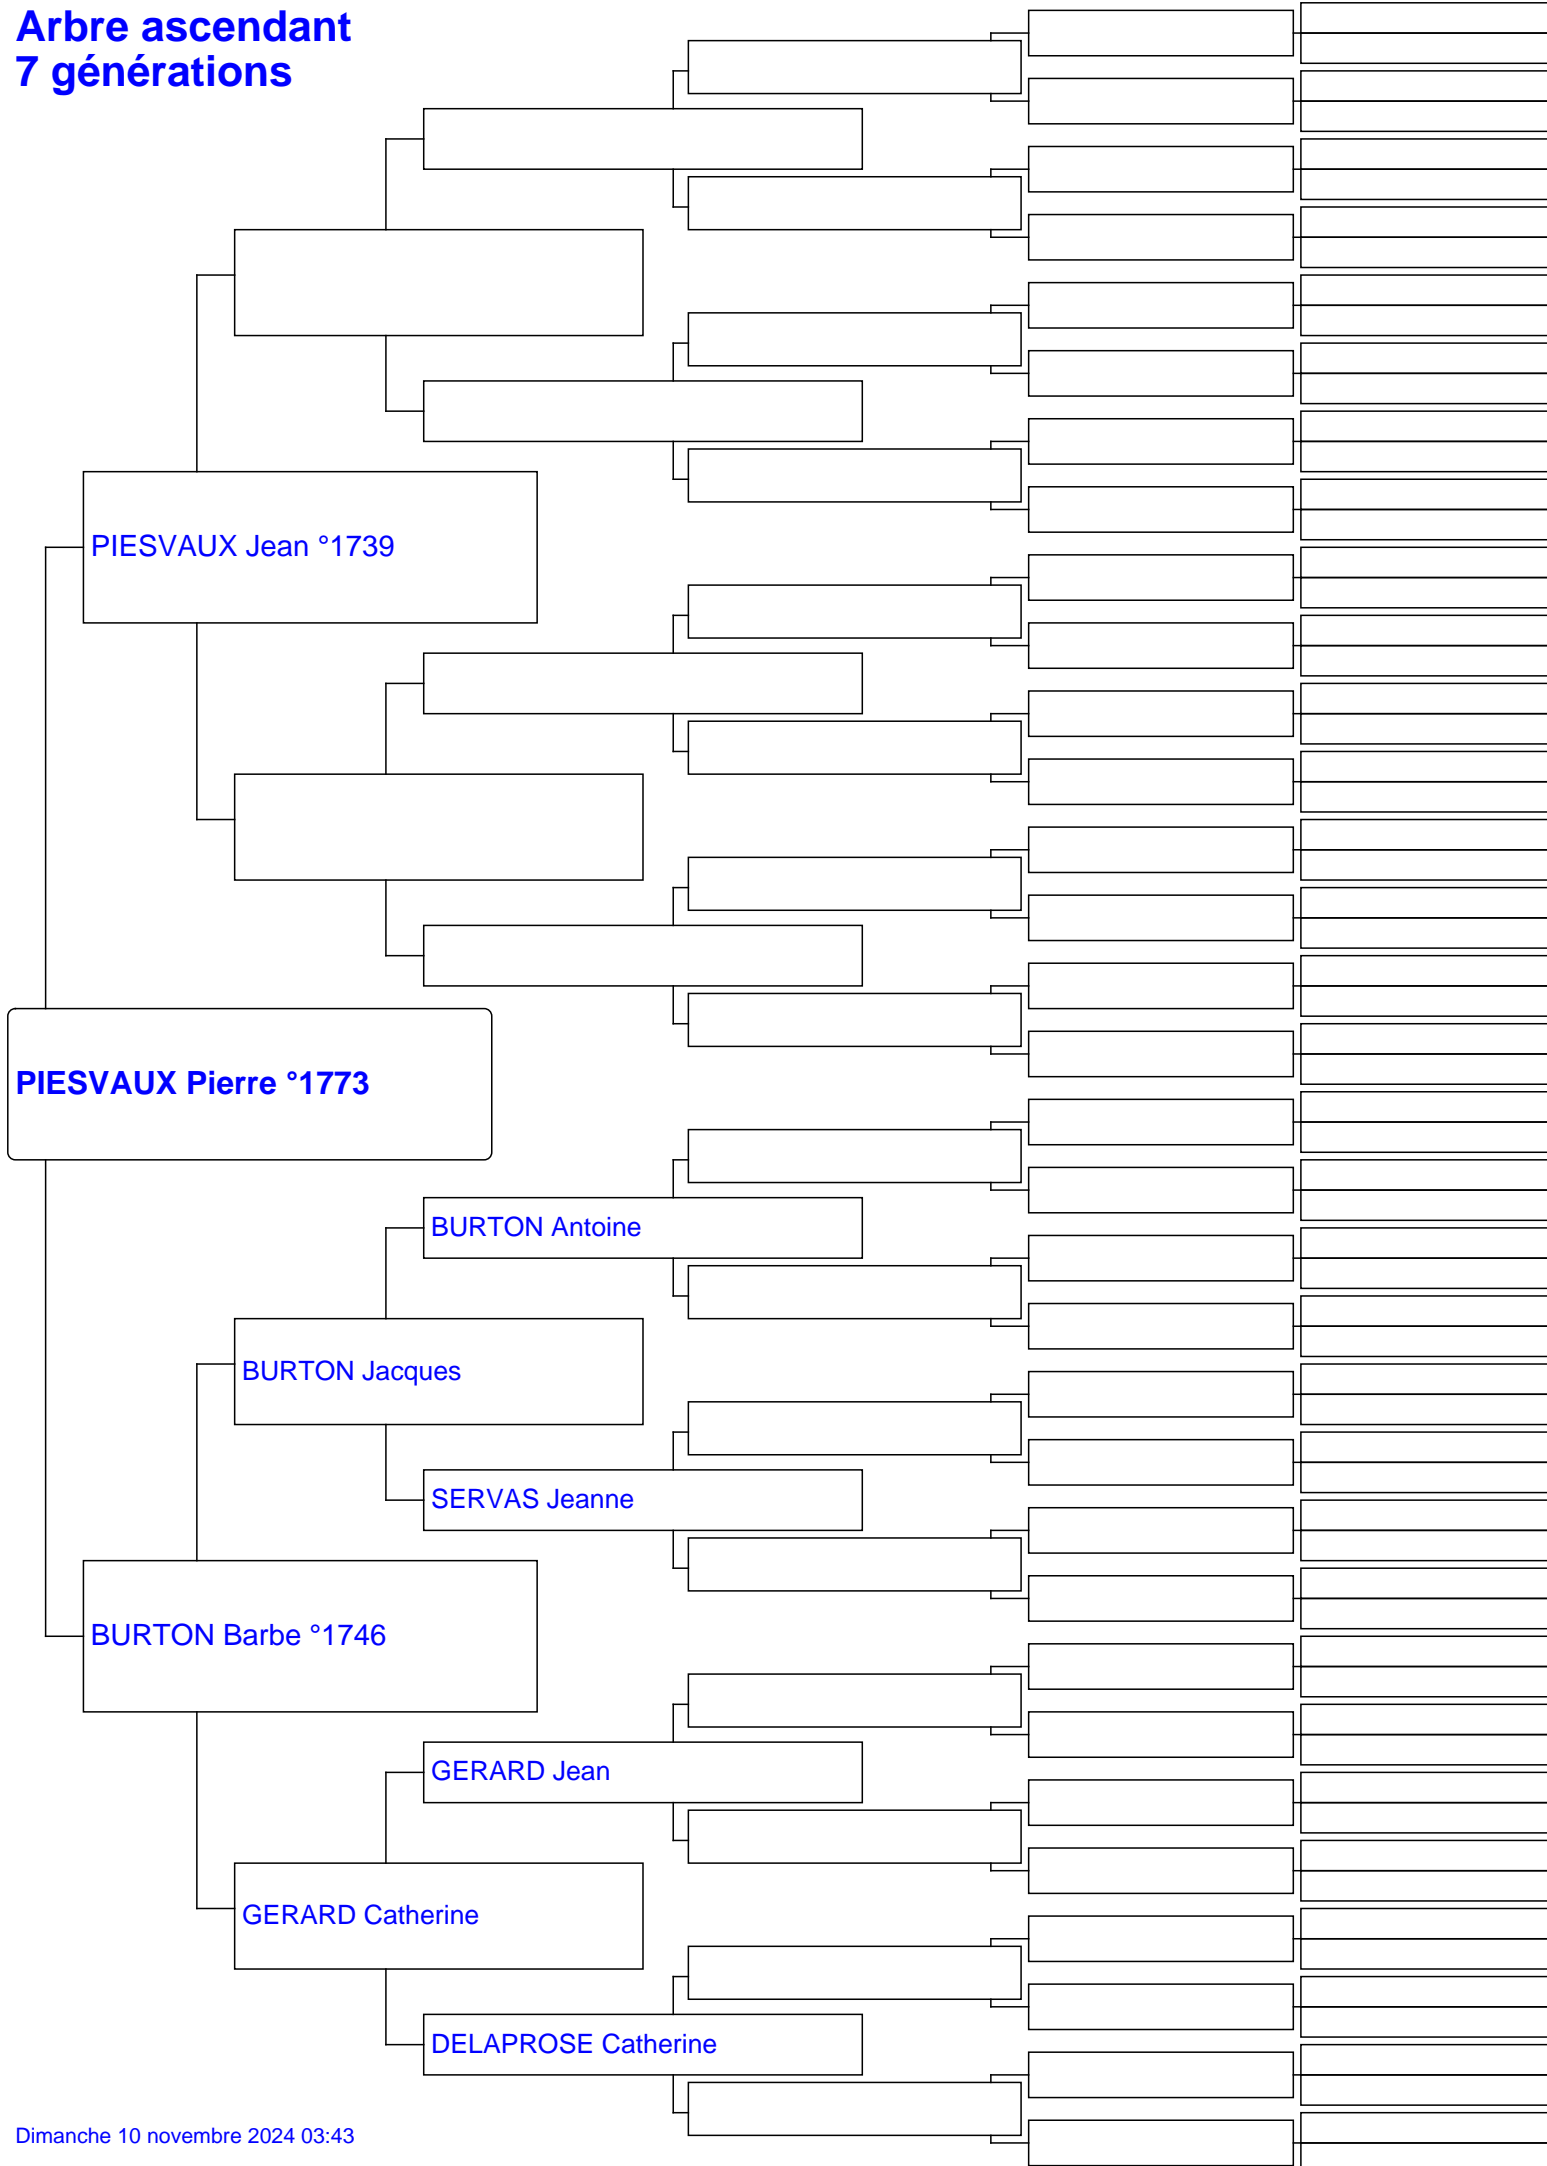 Arbre ascendant
7 générations
PIESVAUX Jean °1739
PIESVAUX Pierre °1773
BURTON Antoine
BURTON Jacques
SERVAS Jeanne
BURTON Barbe °1746
GERARD Jean
GERARD Catherine
DELAPROSE Catherine
Dimanche 10 novembre 2024 03:43